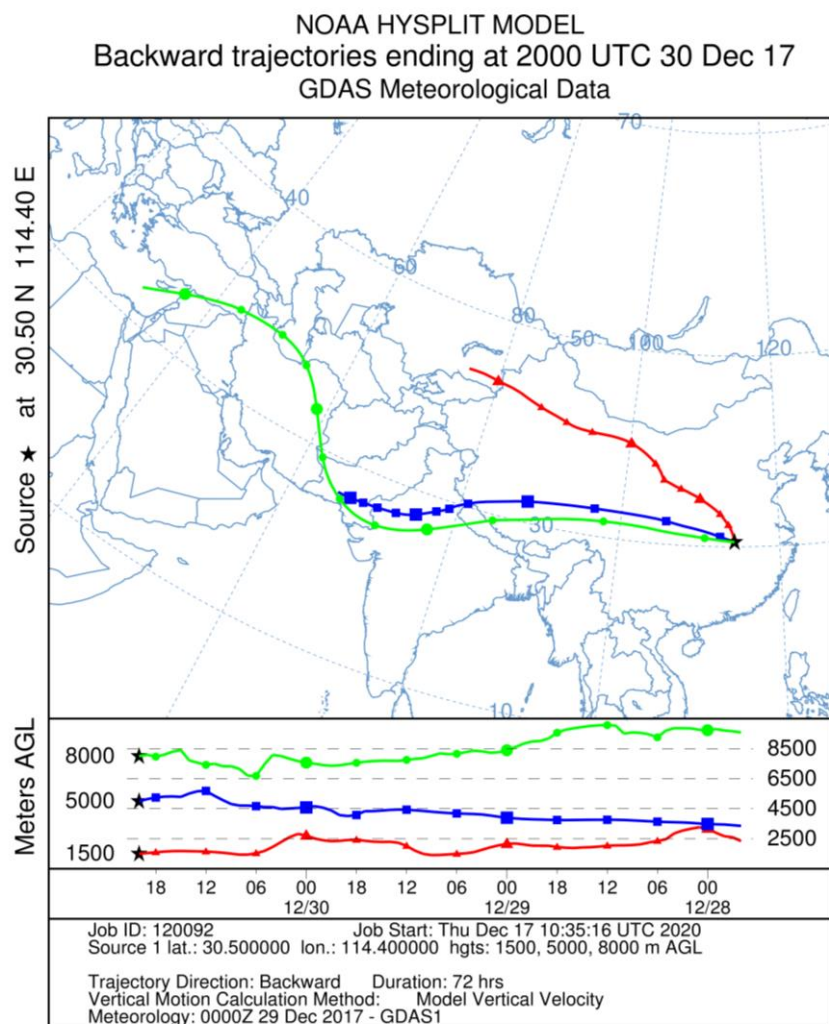 NOAA HYSPLIT MODEL
Backward trajectories ending at 2000 UTC 30 Dec 17
GDAS Meteorological Data
Source ★ at 30.50 N 114.40 E
70
40
60
80
50
100
120
30
10
Meters AGL
8000
5000
1500
8500
6500
4500
2500
18 12 06 00 18 12 06 00 18 12 06 00
12/30 12/29 12/28
Job ID: 120092 Job Start: Thu Dec 17 10:35:16 UTC 2020
Source 1 lat.: 30.500000 lon.: 114.400000 hgts: 1500, 5000, 8000 m AGL
Trajectory Direction: Backward Duration: 72 hrs
Vertical Motion Calculation Method: Model Vertical Velocity
Meteorology: 0000Z 29 Dec 2017 - GDAS1